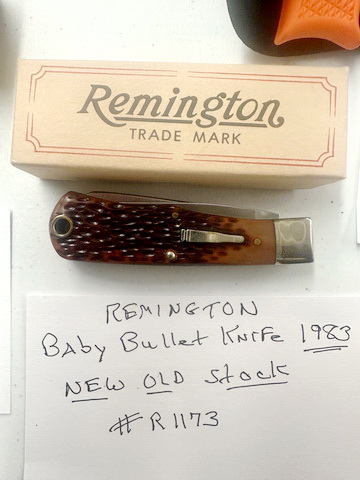 Remington
TRADE MARK
REMINGTON
Baby Bullet Knife 1983
NEW OLD Stock
#R1173